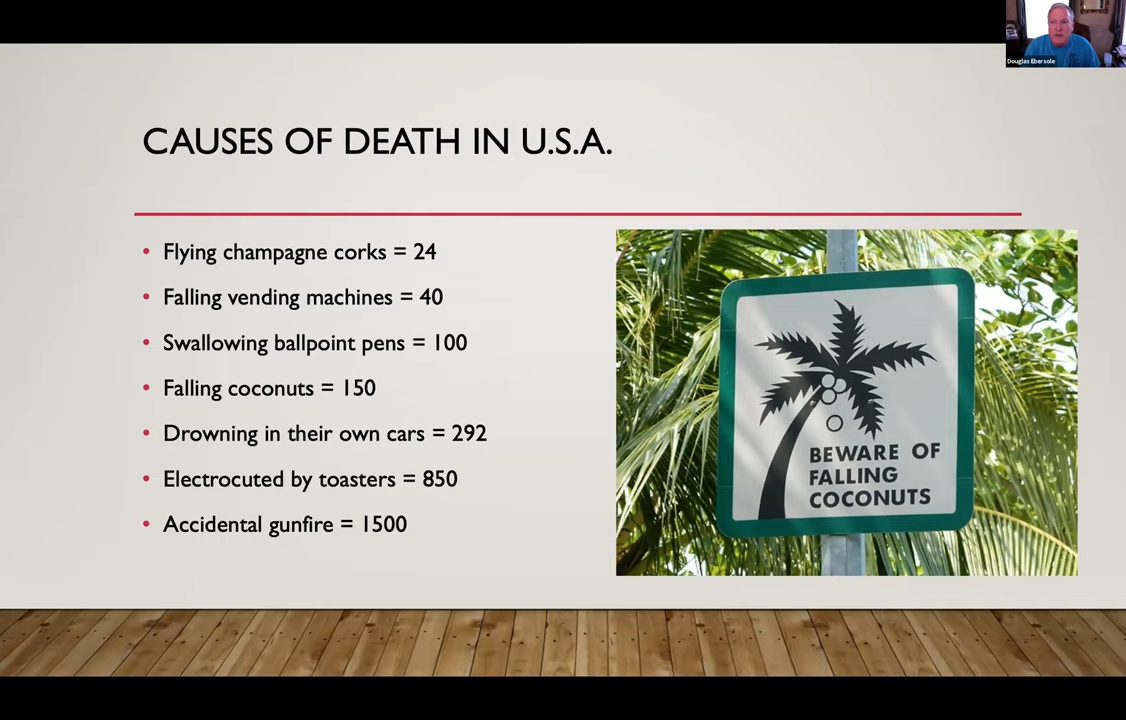 Douglas Ebersole
CAUSES OF DEATH IN U.S.A.
• Flying champagne corks = 24
• Falling vending machines = 40
• Swallowing ballpoint pens = 100
• Falling coconuts = 150
• Drowning in their own cars = 292
• Electrocuted by toasters = 850
• Accidental gunfire = 1500
BEWARE OF
FALLING
COCONUTS